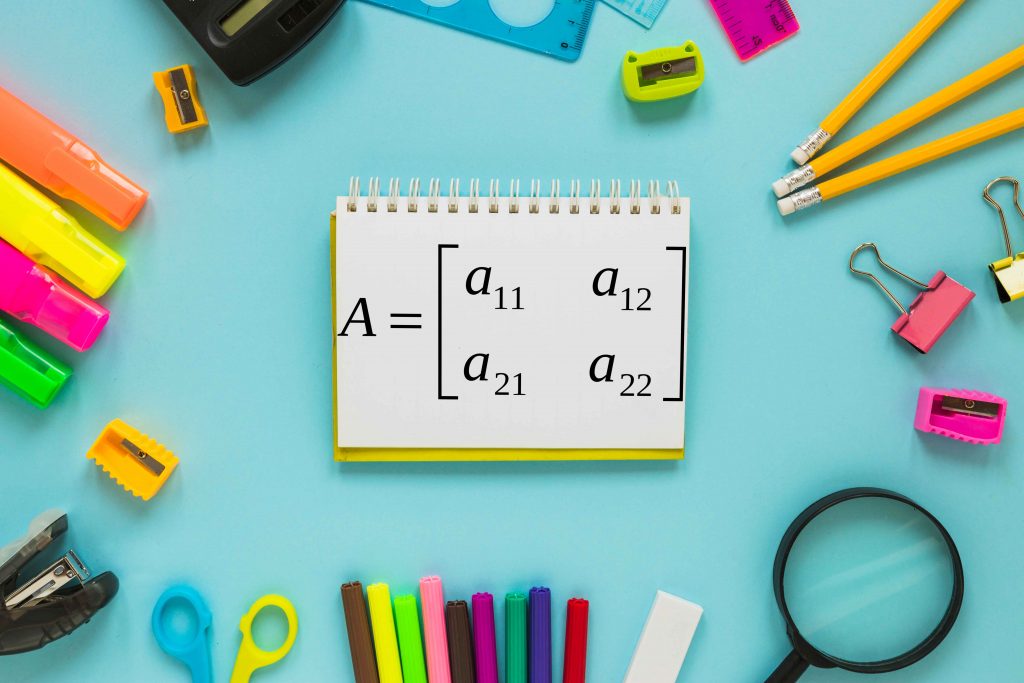 A = [ a₁₁ a₁₂
a₂₁ a₂₂ ]